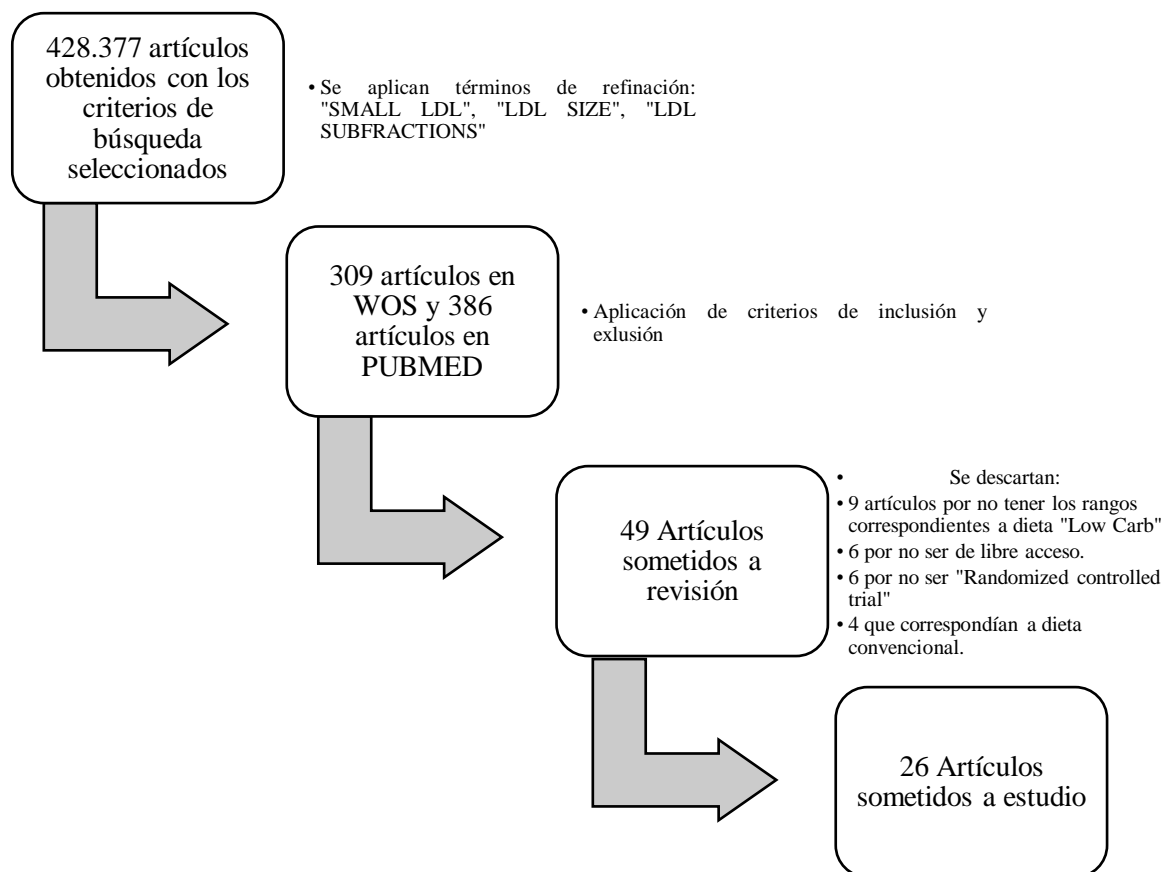 428.377 artículos
obtenidos con los
criterios de
búsqueda
seleccionados
• Se aplican términos de refinación:
"SMALL LDL", "LDL SIZE", "LDL
SUBFRACTIONS"
309 artículos en
WOS y 386
artículos en
PUBMED
• Aplicación de criterios de inclusión y
exlusión
49 Artículos
sometidos a
revisión
• Se descartan:
• 9 artículos por no tener los rangos
correspondientes a dieta "Low Carb"
• 6 por no ser de libre acceso.
• 6 por no ser "Randomized controlled
trial"
• 4 que correspondían a dieta
convencional.
26 Artículos
sometidos a estudio